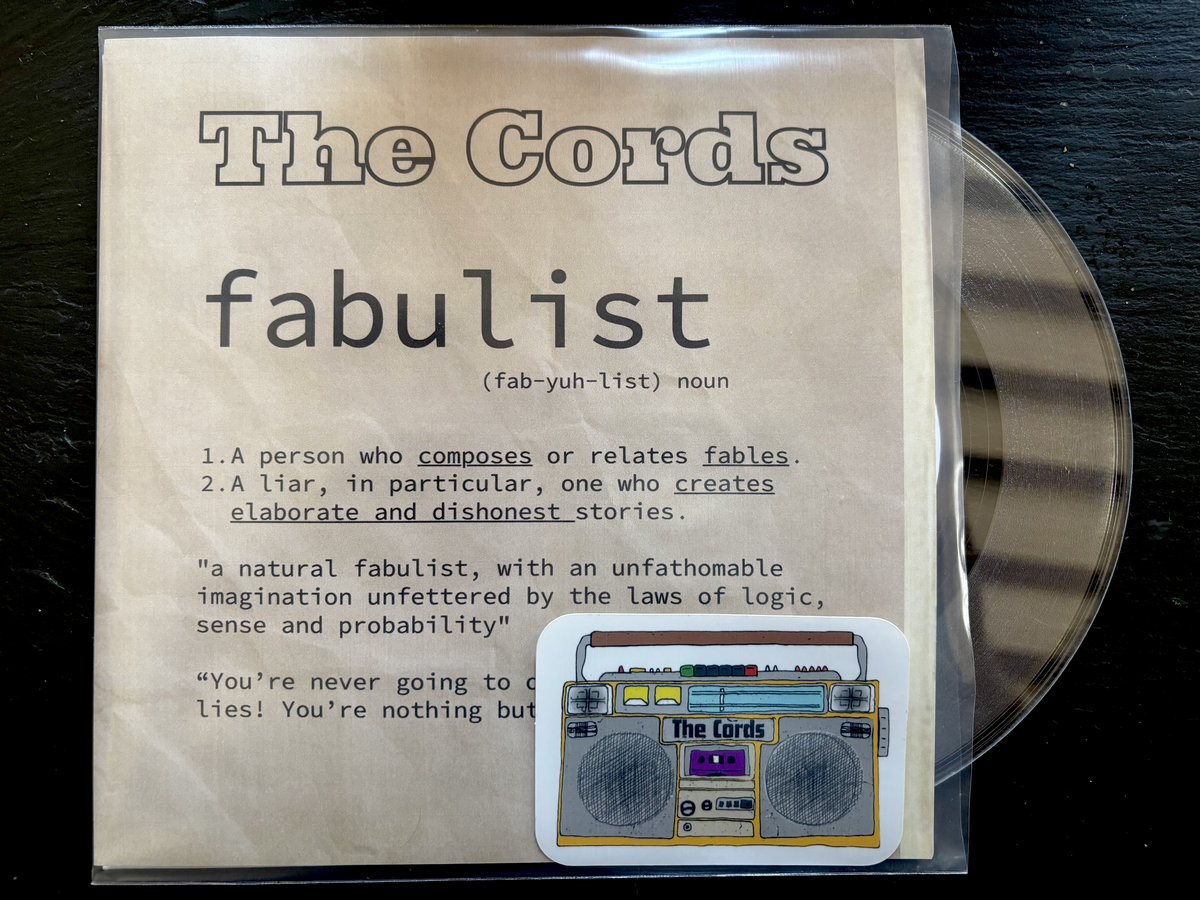 The Cords
fabulist
(fab-yuh-list) noun
1.A person who composes or relates fables.
2.A liar, in particular, one who creates
elaborate and dishonest stories.
"a natural fabulist, with an unfathomable
imagination unfettered by the laws of logic,
sense and probability"
“You’re never going to
lies! You’re nothing but
The Cords